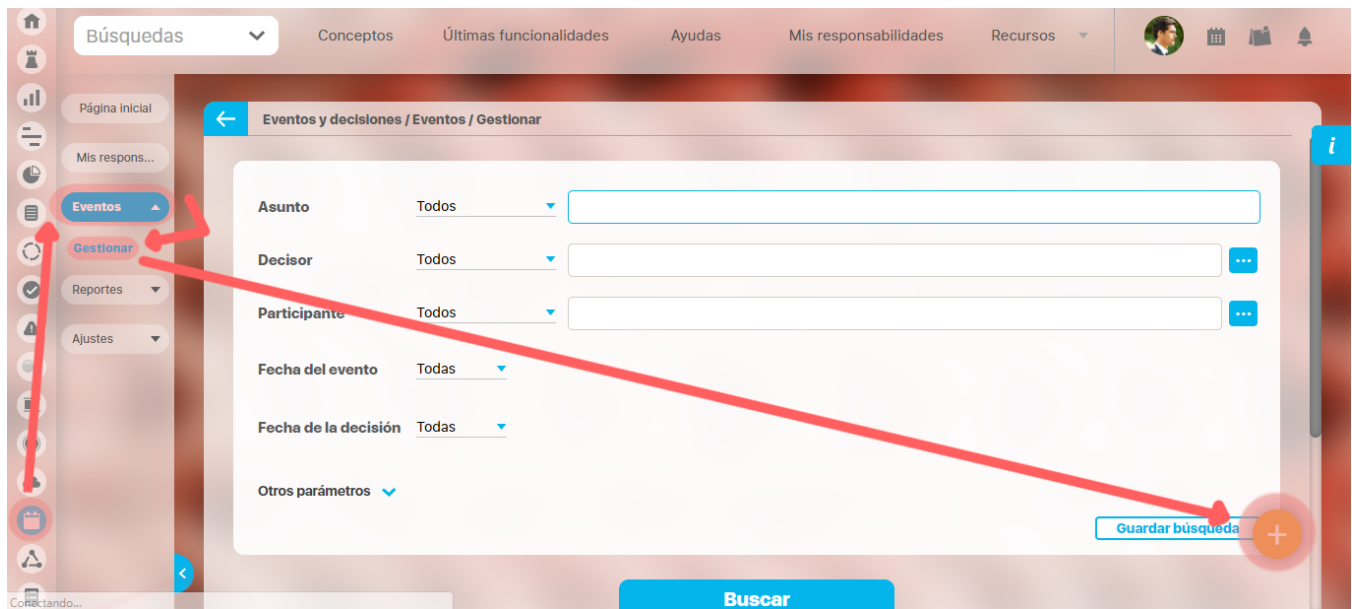 Búsquedas
Conceptos
Últimas funcionalidades
Ayudas
Mis responsabilidades
Recursos
Página inicial
Mis respons...
Eventos
Gestionar
Reportes
Ajustes
Eventos y decisiones / Eventos / Gestionar
i
Asunto Todos
Decisor Todos
Participante Todos
Fecha del evento Todas
Fecha de la decisión Todas
Otros parámetros
Guardar búsqueda
Buscar
Conectando...